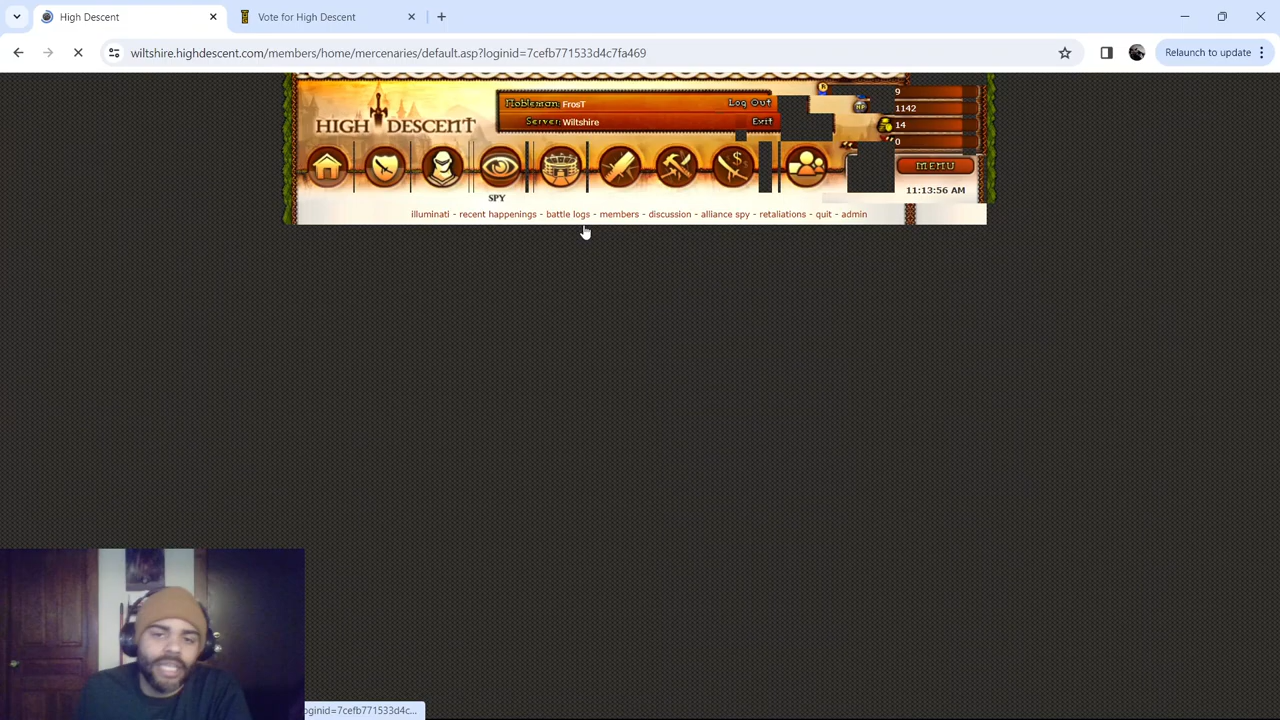 High Descent
Vote for High Descent
wiltshire.highdescent.com/members/home/mercenaries/default.asp?loginid=7cefb771533d4c7fa469
Relaunch to update
HIGH DESCENT
Nobleman: FrosT
Log Out
Server: Wiltshire
Exit
9
1142
14
0
MENU
11:13:56 AM
SPY
illuminati - recent happenings - battle logs - members - discussion - alliance spy - retaliations - quit - admin
loginid=7cefb771533d4c...